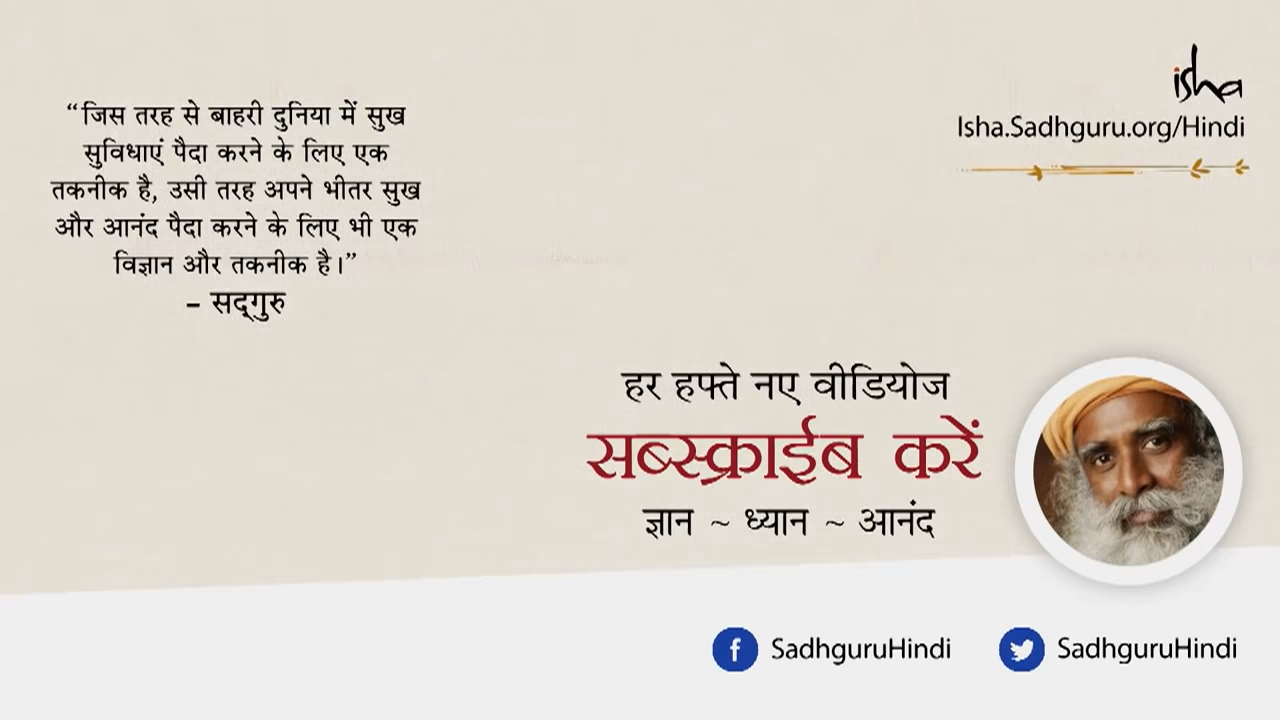 “जिस तरह से बाहरी दुनिया में सुख
सुविधाएं पैदा करने के लिए एक
तकनीक है, उसी तरह अपने भीतर सुख
और आनंद पैदा करने के लिए भी एक
विज्ञान और तकनीक है।”
– सद्‌गुरु
isha
Isha.Sadhguru.org/Hindi
हर हफ्ते नए वीडियोज
सब्स्क्राईब करें
ज्ञान ~ ध्यान ~ आनंद
f SadhguruHindi
SadhguruHindi